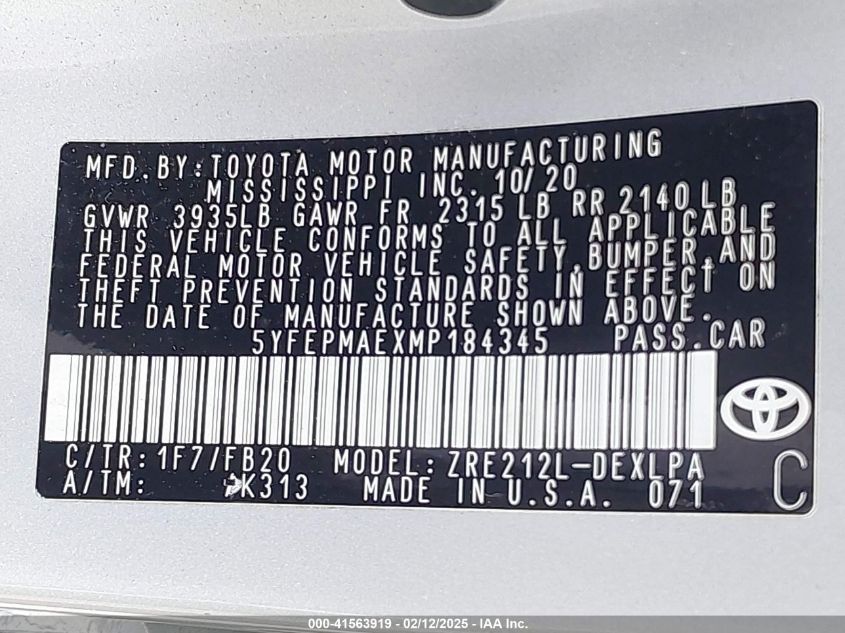 MFD.BY:TOYOTA MOTOR MANUFACTURING
MISSISSIPPI INC. 10/20
GVWR 3935LB GAWR FR 2315 LB RR 2140 LB
THIS VEHICLE CONFORMS TO ALL APPLICABLE
FEDERAL MOTOR VEHICLE SAFETY,BUMPER,AND
THEFT PREVENTION STANDARDS IN EFFECT ON
THE DATE OF MANUFACTURE SHOWN ABOVE.
5YFEPMAEXMP184345 PASS.CAR
C/TR: 1F7/FB20 MODEL: ZRE212L-DEXLPA
A/TM: K313 MADE IN U.S.A. 071 C
000-41563919 - 02/12/2025 - IAA Inc.